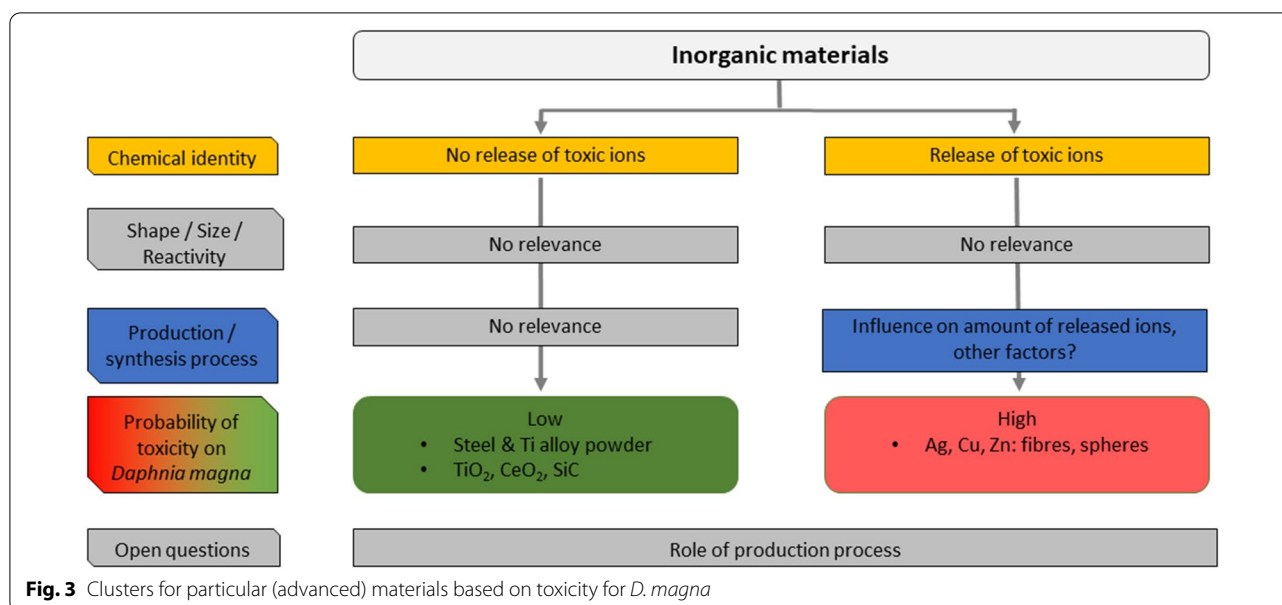 Inorganic materials
Chemical identity
No release of toxic ions
Release of toxic ions
Shape / Size /
Reactivity
No relevance
No relevance
Production /
synthesis process
No relevance
Influence on amount of released ions,
other factors?
Probability of
toxicity on
Daphnia magna
Low
• Steel & Ti alloy powder
• TiO₂, CeO₂, SiC
High
• Ag, Cu, Zn: fibres, spheres
Open questions
Role of production process
Fig. 3 Clusters for particular (advanced) materials based on toxicity for D. magna